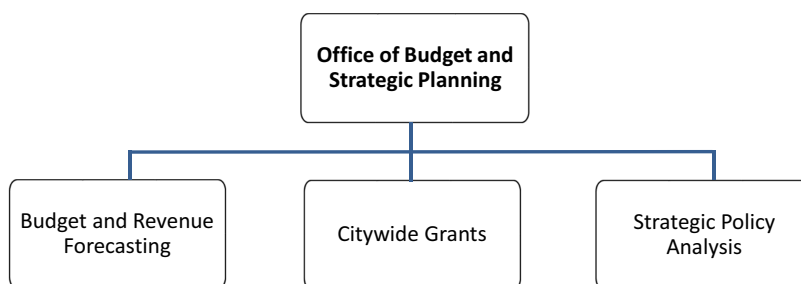 Office of Budget and
Strategic Planning
Budget and Revenue
Forecasting
Citywide Grants
Strategic Policy
Analysis